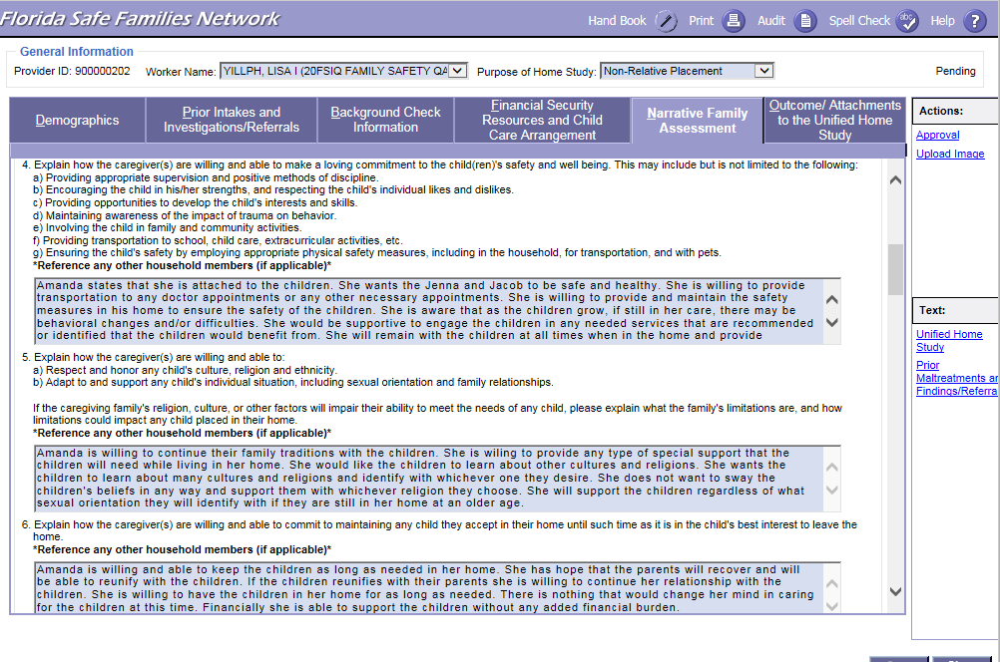 Florida Safe Families Network
Hand Book Print Audit Spell Check Help
General Information
Provider ID: 900000202 Worker Name: YILLPH, LISA I (20FSIQ FAMILY SAFETY QA Purpose of Home Study: Non-Relative Placement Pending
Demographics
Prior Intakes and
Investigations/Referrals
Background Check
Information
Financial Security
Resources and Child
Care Arrangement
Narrative Family
Assessment
Outcome/ Attachments
to the Unified Home
Study
Actions:
Approval
Upload Image
4. Explain how the caregiver(s) are willing and able to make a loving commitment to the child(ren)'s safety and well being. This may include but is not limited to the following:
a) Providing appropriate supervision and positive methods of discipline.
b) Encouraging the child in his/her strengths, and respecting the child's individual likes and dislikes.
c) Providing opportunities to develop the child's interests and skills.
d) Maintaining awareness of the impact of trauma on behavior.
e) Involving the child in family and community activities.
f) Providing transportation to school, child care, extracurricular activities, etc.
g) Ensuring the child's safety by employing appropriate physical safety measures, including in the household, for transportation, and with pets.
*Reference any other household members (if applicable)*
Amanda states that she is attached to the children. She wants the Jenna and Jacob to be safe and healthy. She is willing to provide
transportation to any doctor appointments or any other necessary appointments. She is willing to provide and maintain the safety
measures in his home to ensure the safety of the children. She is aware that as the children grow, if still in her care, there may be
behavioral changes and/or difficulties. She would be supportive to engage the children in any needed services that are recommended
or identified that the children would benefit from. She will remain with the children at all times when in the home and provide
5. Explain how the caregiver(s) are willing and able to:
a) Respect and honor any child's culture, religion and ethnicity.
b) Adapt to and support any child's individual situation, including sexual orientation and family relationships.
If the caregiving family's religion, culture, or other factors will impair their ability to meet the needs of any child, please explain what the family's limitations are, and how
limitations could impact any child placed in their home.
*Reference any other household members (if applicable)*
Amanda is willing to continue their family traditions with the children. She is wiling to provide any type of special support that the
children will need while living in her home. She would like the children to learn about other cultures and religions. She wants the
children to learn about many cultures and religions and identify with whichever one they desire. She does not want to sway the
children's beliefs in any way and support them with whichever religion they choose. She will support the children regardless of what
sexual orientation they will identify with if they are still in her home at an older age.
6. Explain how the caregiver(s) are willing and able to commit to maintaining any child they accept in their home until such time as it is in the child's best interest to leave the
home.
*Reference any other household members (if applicable)*
Amanda is willing and able to keep the children as long as needed in her home. She has hope that the parents will recover and will
be able to reunify with the children. If the children reunifies with their parents she is willing to continue her relationship with the
children. She is willing to have the children in her home for as long as needed. There is nothing that would change her mind in caring
for the children at this time. Financially she is able to support the children without any added financial burden.
Text:
Unified Home
Study
Prior
Maltreatments an
Findings/Referra